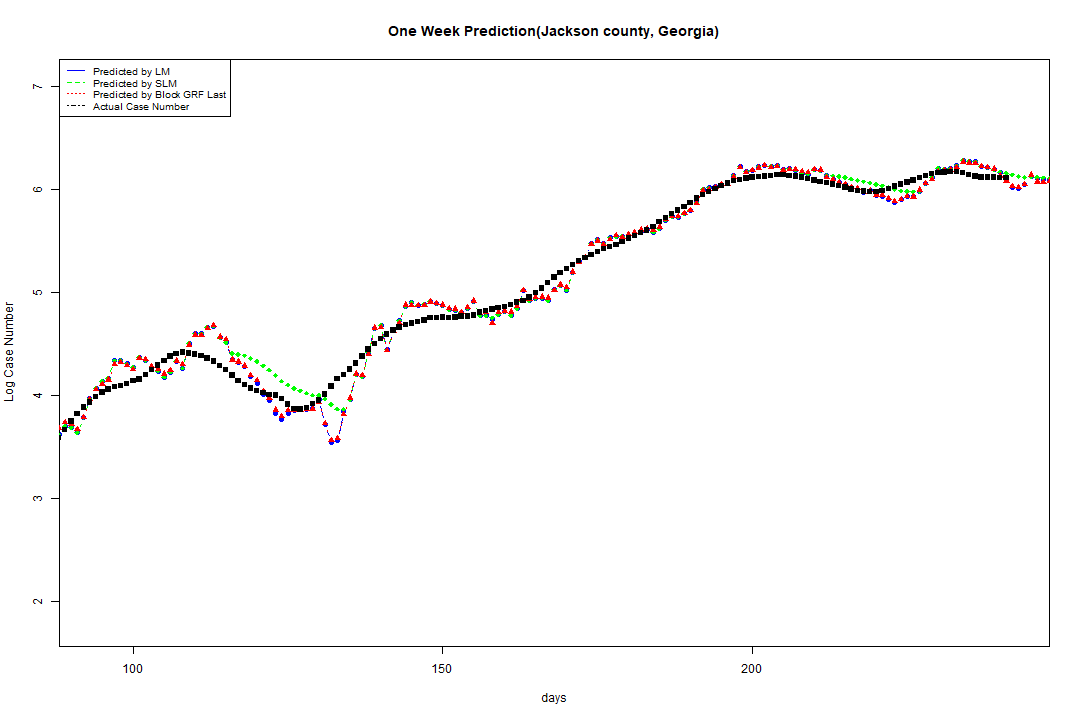 One Week Prediction(Jackson county, Georgia)
Predicted by LM
Predicted by SLM
Predicted by Block GRF Last
Actual Case Number
7
6
5
4
3
2
Log Case Number
100 150 200
days